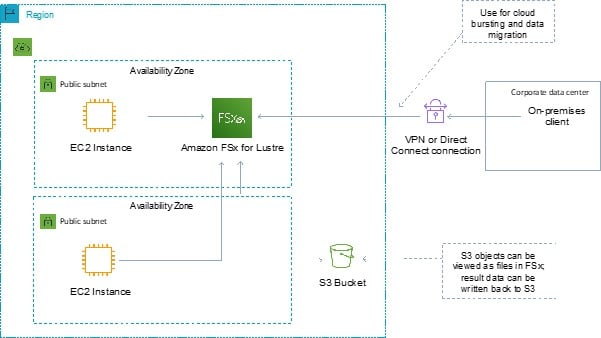 Region
Use for cloud
bursting and data
migration
Availability Zone
Public subnet
FSx
EC2 Instance
Amazon FSx for Lustre
VPN or Direct
Connect connection
Corporate data center
On-premises
client
Availability Zone
Public subnet
EC2 Instance
S3 Bucket
S3 objects can be
viewed as files in FSx;
result data can be
written back to S3